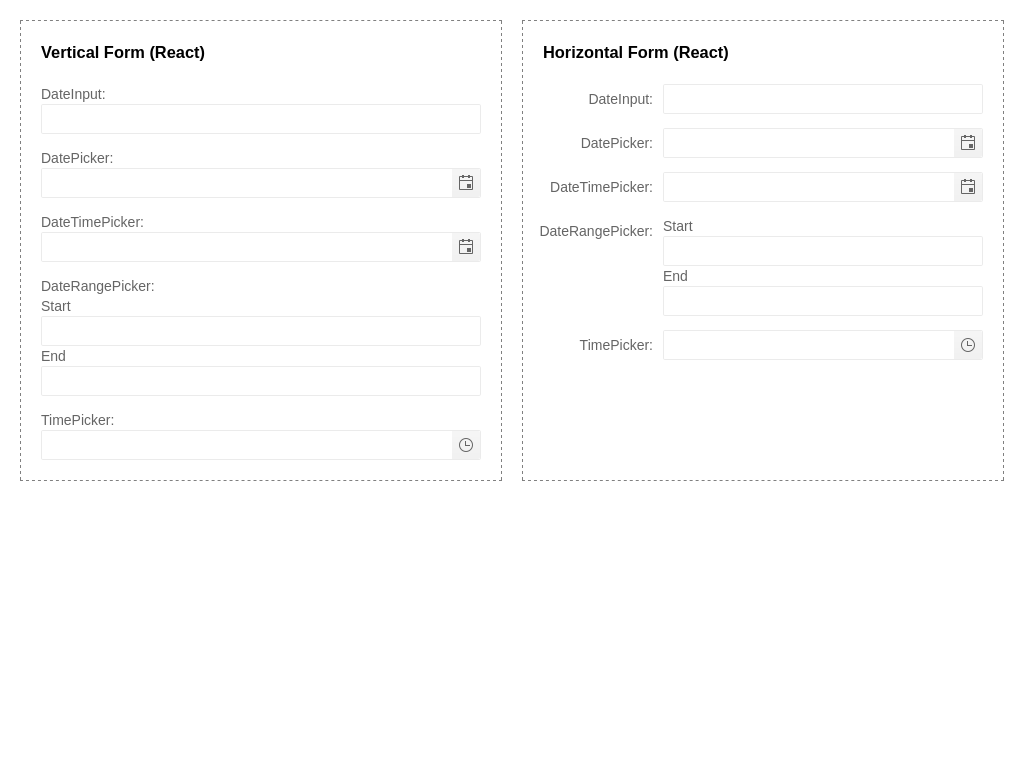 Vertical Form (React)
DateInput:
DatePicker:
DateTimePicker:
DateRangePicker:
Start
End
TimePicker:
Horizontal Form (React)
DateInput:
DatePicker:
DateTimePicker:
DateRangePicker:
Start
End
TimePicker: